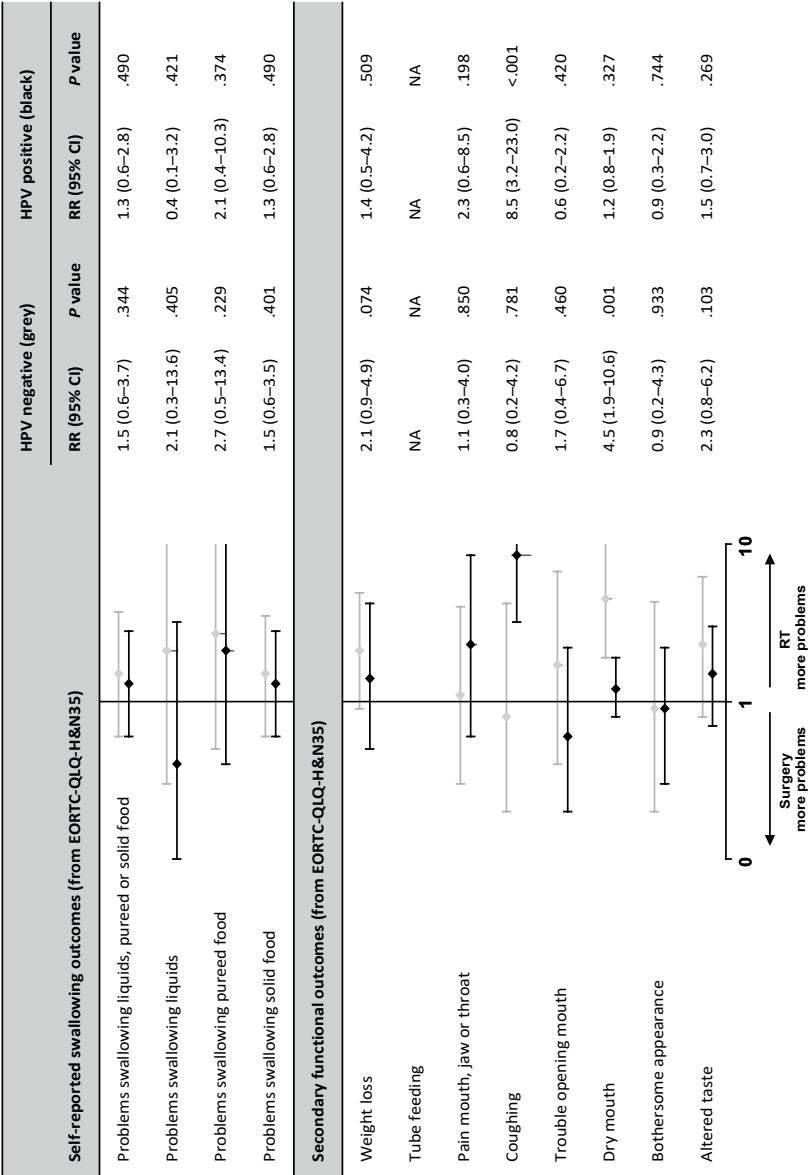 HPV negative (grey) HPV positive (black)
Self-reported swallowing outcomes (from EORTC-QLQ-H&N35) RR (95% CI) P value RR (95% CI) P value
Problems swallowing liquids, pureed or solid food 1.5 (0.6–3.7) .344 1.3 (0.6–2.8) .490
Problems swallowing liquids 2.1 (0.3–13.6) .405 0.4 (0.1–3.2) .421
Problems swallowing pureed food 2.7 (0.5–13.4) .229 2.1 (0.4–10.3) .374
Problems swallowing solid food 1.5 (0.6–3.5) .401 1.3 (0.6–2.8) .490
Secondary functional outcomes (from EORTC-QLQ-H&N35)
Weight loss 2.1 (0.9–4.9) .074 1.4 (0.5–4.2) .509
Tube feeding NA NA NA NA
Pain mouth, jaw or throat 1.1 (0.3–4.0) .850 2.3 (0.6–8.5) .198
Coughing 0.8 (0.2–4.2) .781 8.5 (3.2–23.0) <.001
Trouble opening mouth 1.7 (0.4–6.7) .460 0.6 (0.2–2.2) .420
Dry mouth 4.5 (1.9–10.6) .001 1.2 (0.8–1.9) .327
Bothersome appearance 0.9 (0.2–4.3) .933 0.9 (0.3–2.2) .744
Altered taste 2.3 (0.8–6.2) .103 1.5 (0.7–3.0) .269
0 1 10
Surgery RT
more problems more problems